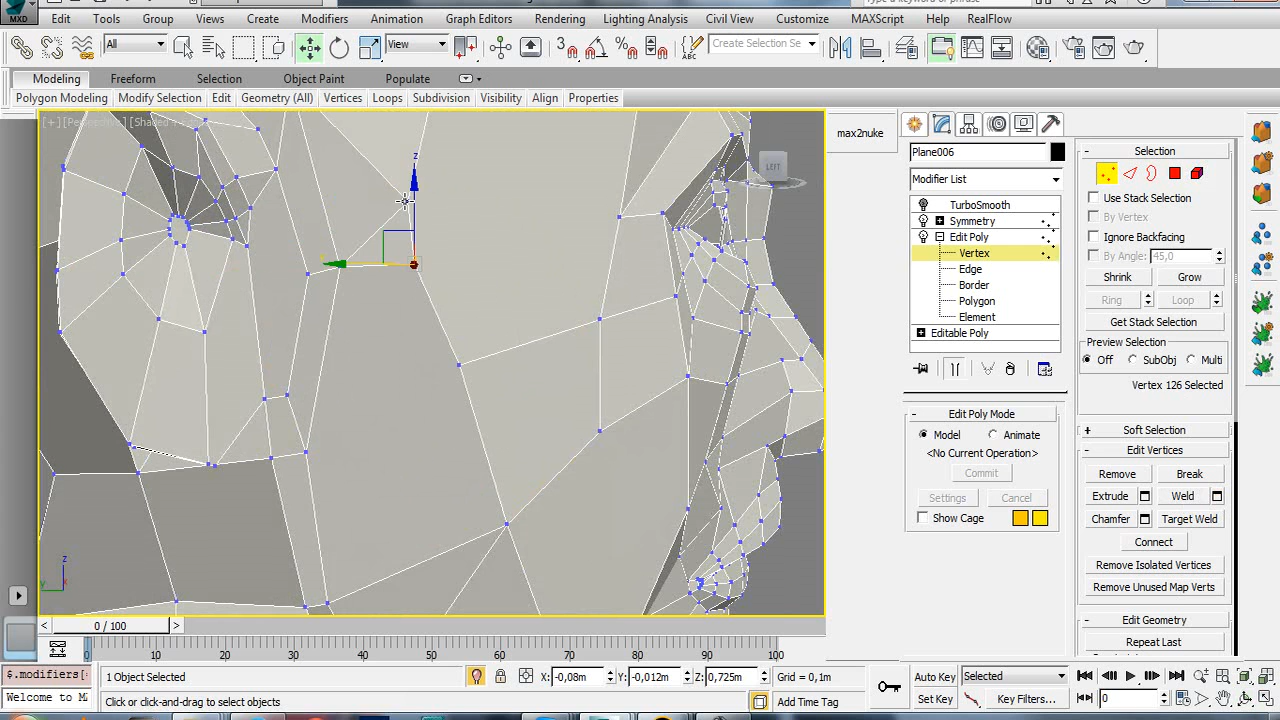 MXD
Edit Tools Group Views Create Modifiers Animation Graph Editors Rendering Lighting Analysis Civil View Customize MAXScript Help RealFlow
All View 3 ABC Create Selection Se
Modeling Freeform Selection Object Paint Populate
Polygon Modeling Modify Selection Edit Geometry (All) Vertices Loops Subdivision Visibility Align Properties
max2nuke
LEFT
z
z
y
x
Plane006
Modifier List
TurboSmooth
Symmetry
Edit Poly
Vertex
Edge
Border
Polygon
Element
Editable Poly
- Edit Poly Mode
Model Animate
<No Current Operation>
Commit
Settings Cancel
Show Cage
- Selection
Use Stack Selection
By Vertex
Ignore Backfacing
By Angle: 45,0
Shrink Grow
Ring Loop
Get Stack Selection
Preview Selection
Off SubObj Multi
Vertex 126 Selected
+ Soft Selection
- Edit Vertices
Remove Break
Extrude Weld
Chamfer Target Weld
Connect
Remove Isolated Vertices
Remove Unused Map Verts
- Edit Geometry
Repeat Last
< 0 / 100 >
0 10 20 30 40 50 60 70 80 90 100
$.modifiers[
Welcome to M
1 Object Selected
Click or click-and-drag to select objects
X: -0,08m Y: -0,012m Z: 0,725m Grid = 0,1m
Add Time Tag
Auto Key Selected
Set Key Key Filters...
0